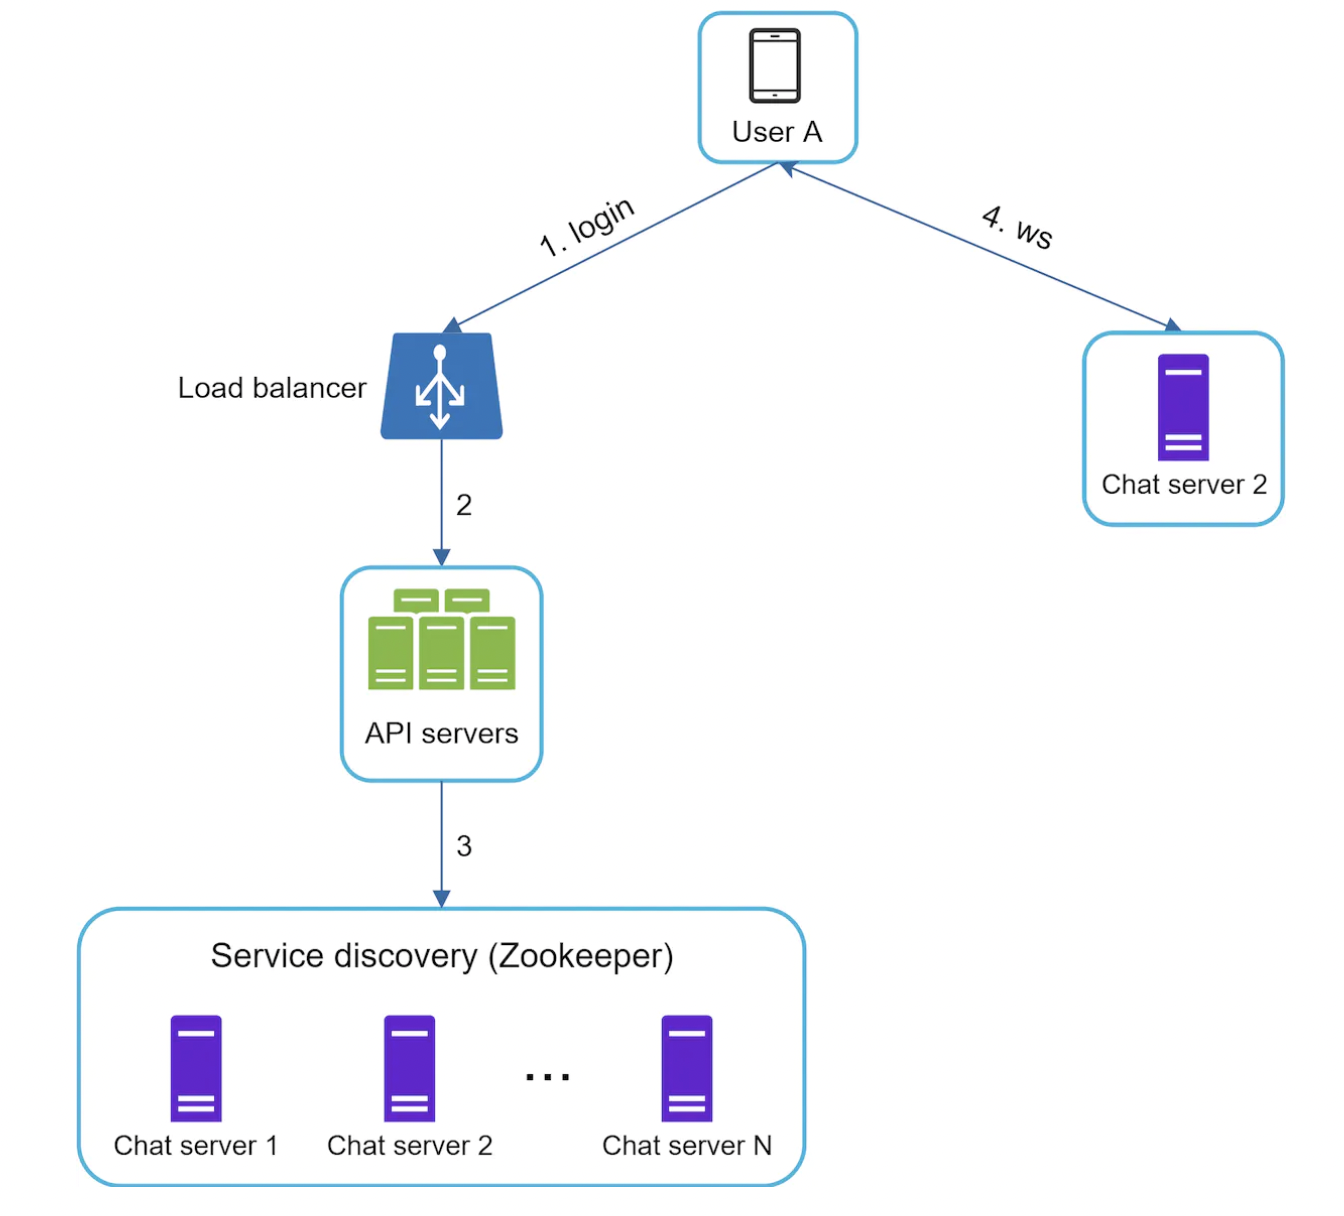 User A
1. login
4. ws
Load balancer
Chat server 2
2
API servers
3
Service discovery (Zookeeper)
...
Chat server 1
Chat server 2
Chat server N